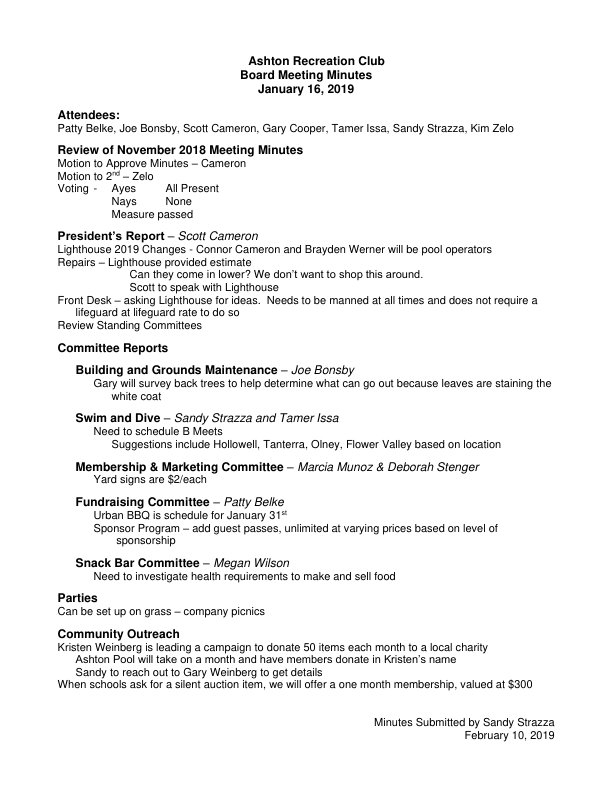 Ashton Recreation Club
Board Meeting Minutes
January 16, 2019
Attendees:
Patty Belke, Joe Bonsby, Scott Cameron, Gary Cooper, Tamer Issa, Sandy Strazza, Kim Zelo
Review of November 2018 Meeting Minutes
Motion to Approve Minutes – Cameron
Motion to 2nd – Zelo
Voting - Ayes All Present
Nays None
Measure passed
President's Report – Scott Cameron
Lighthouse 2019 Changes - Connor Cameron and Brayden Werner will be pool operators
Repairs – Lighthouse provided estimate
Can they come in lower? We don't want to shop this around.
Scott to speak with Lighthouse
Front Desk – asking Lighthouse for ideas. Needs to be manned at all times and does not require a
lifeguard at lifeguard rate to do so
Review Standing Committees
Committee Reports
Building and Grounds Maintenance – Joe Bonsby
Gary will survey back trees to help determine what can go out because leaves are staining the
white coat
Swim and Dive – Sandy Strazza and Tamer Issa
Need to schedule B Meets
Suggestions include Hollowell, Tanterra, Olney, Flower Valley based on location
Membership & Marketing Committee – Marcia Munoz & Deborah Stenger
Yard signs are $2/each
Fundraising Committee – Patty Belke
Urban BBQ is schedule for January 31st
Sponsor Program – add guest passes, unlimited at varying prices based on level of
sponsorship
Snack Bar Committee – Megan Wilson
Need to investigate health requirements to make and sell food
Parties
Can be set up on grass – company picnics
Community Outreach
Kristen Weinberg is leading a campaign to donate 50 items each month to a local charity
Ashton Pool will take on a month and have members donate in Kristen's name
Sandy to reach out to Gary Weinberg to get details
When schools ask for a silent auction item, we will offer a one month membership, valued at $300
Minutes Submitted by Sandy Strazza
February 10, 2019